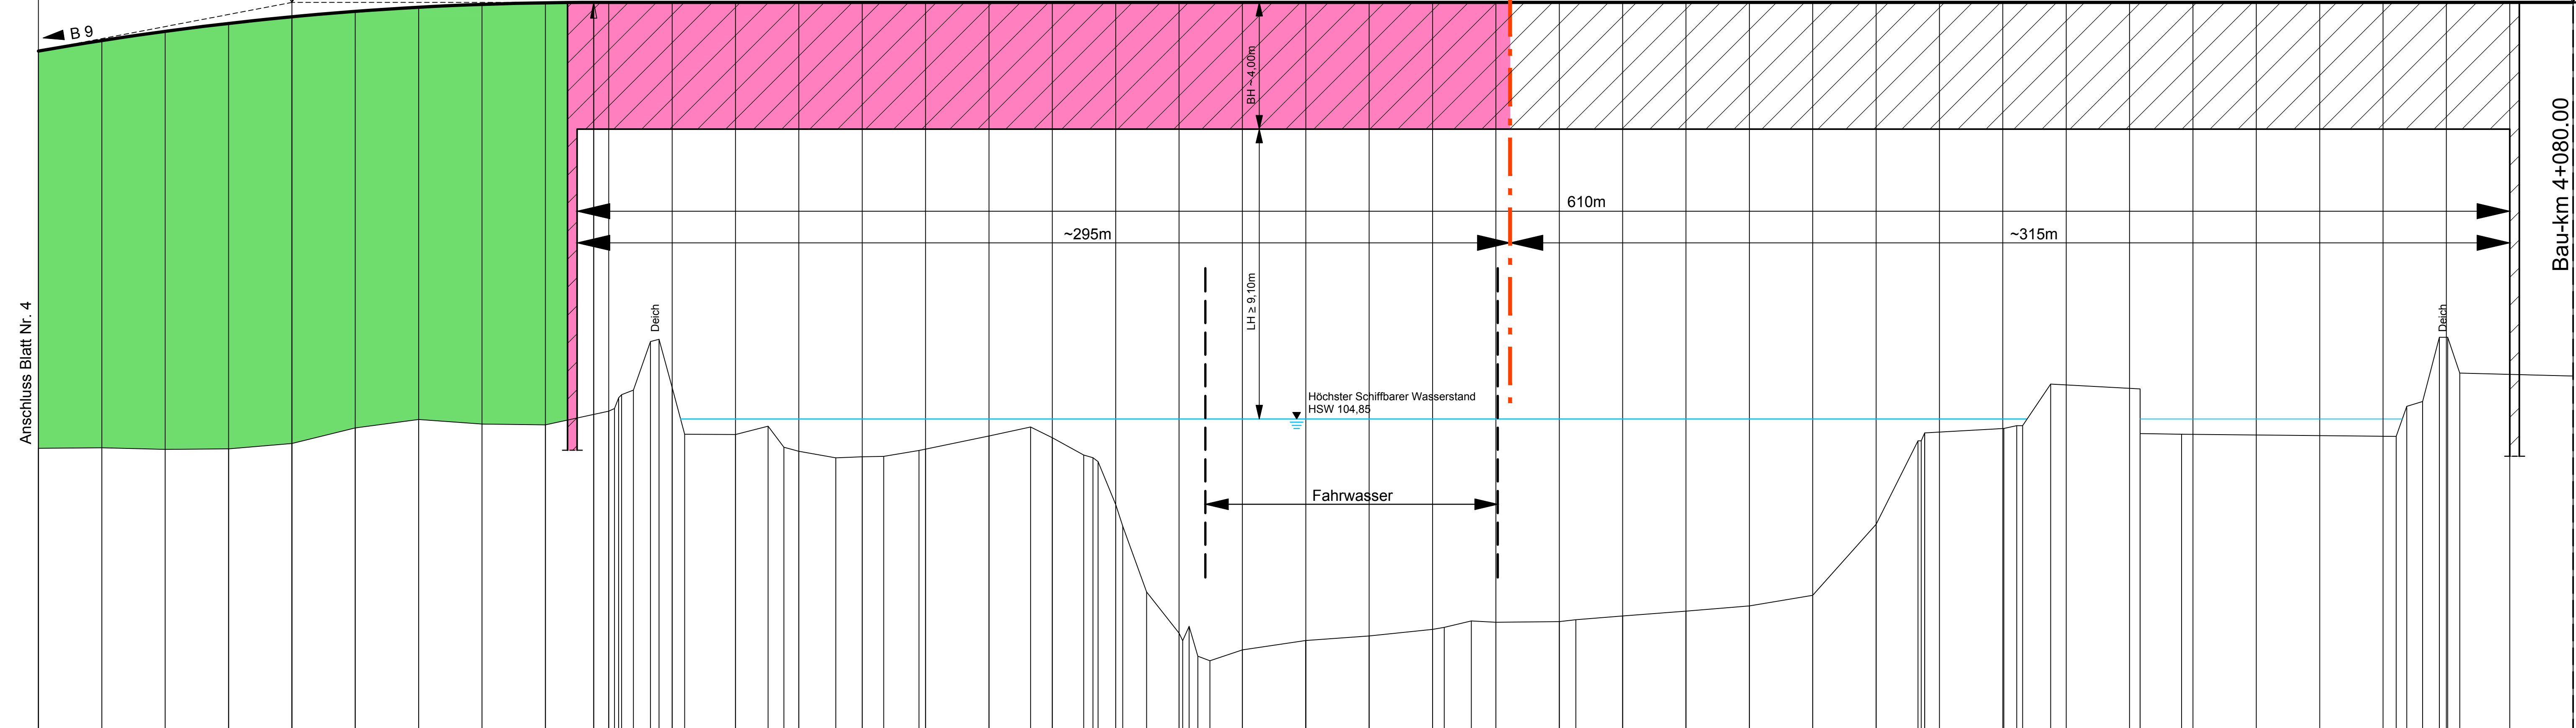 B 9
BH ~ 4,00m
Bau-km 4+080.00
610m
~295m
~315m
LH ≥ 9,10m
Anschluss Blatt Nr. 4
Deich
Deich
Höchster Schiffbarer Wasserstand
HSW 104,85
Fahrwasser